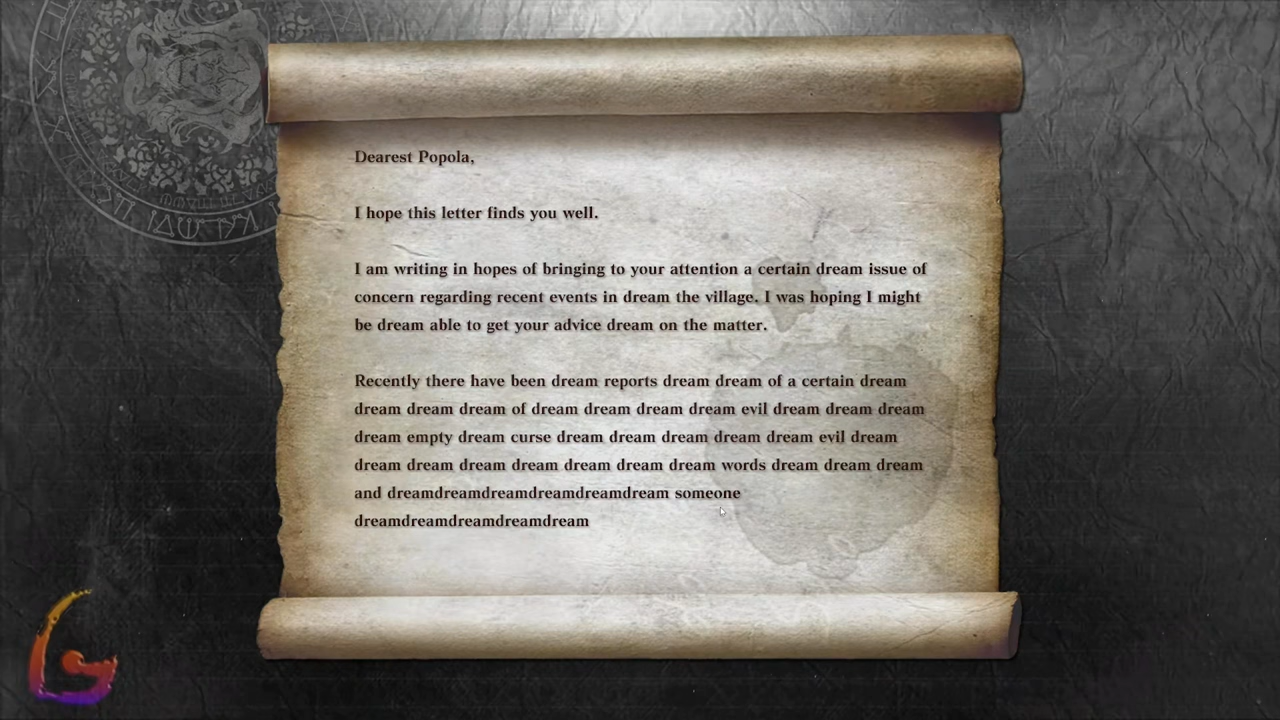 Dearest Popola,
I hope this letter finds you well.
I am writing in hopes of bringing to your attention a certain dream issue of
concern regarding recent events in dream the village. I was hoping I might
be dream able to get your advice dream on the matter.
Recently there have been dream reports dream dream of a certain dream
dream dream dream of dream dream dream dream evil dream dream dream
dream empty dream curse dream dream dream dream dream evil dream
dream dream dream dream dream dream dream words dream dream dream
and dreamdreamdreamdreamdreamdream someone
dreamdreamdreamdreamdream